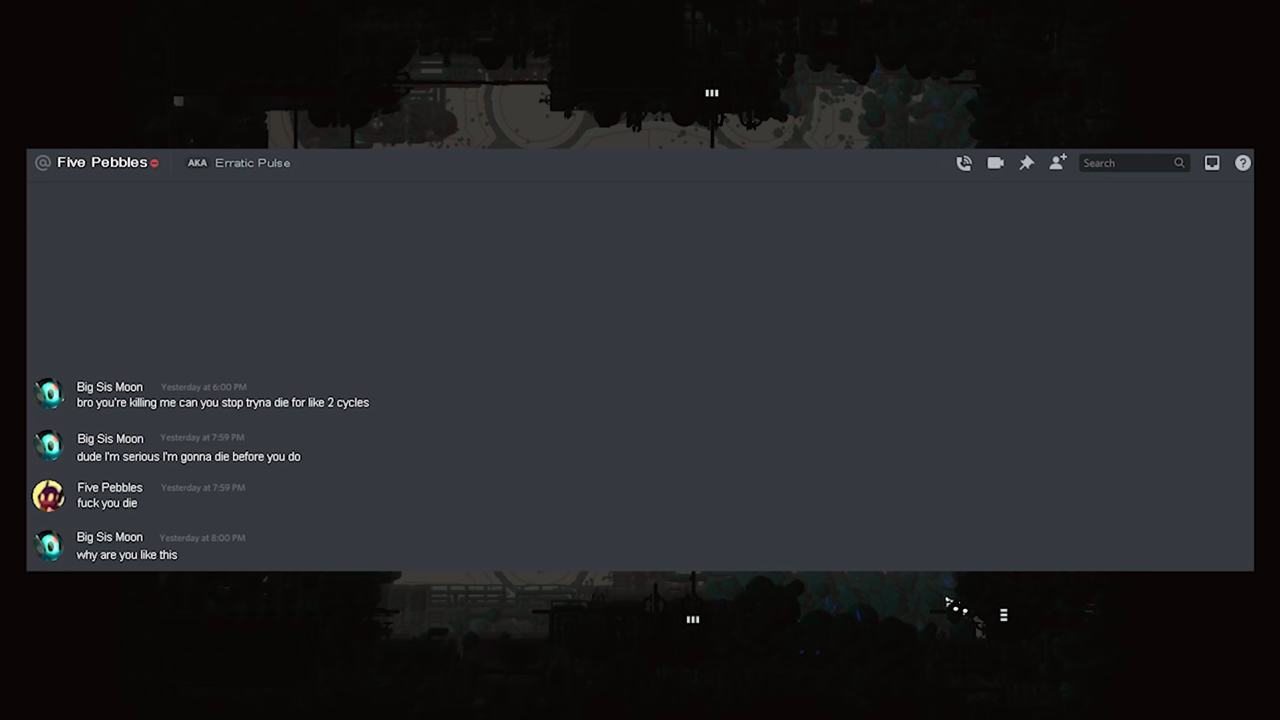 @ Five Pebbles AKA Erratic Pulse Search ?
Big Sis Moon Yesterday at 6:00 PM
bro you're killing me can you stop tryna die for like 2 cycles
Big Sis Moon Yesterday at 7:59 PM
dude I'm serious I'm gonna die before you do
Five Pebbles Yesterday at 7:59 PM
fuck you die
Big Sis Moon Yesterday at 8:00 PM
why are you like this